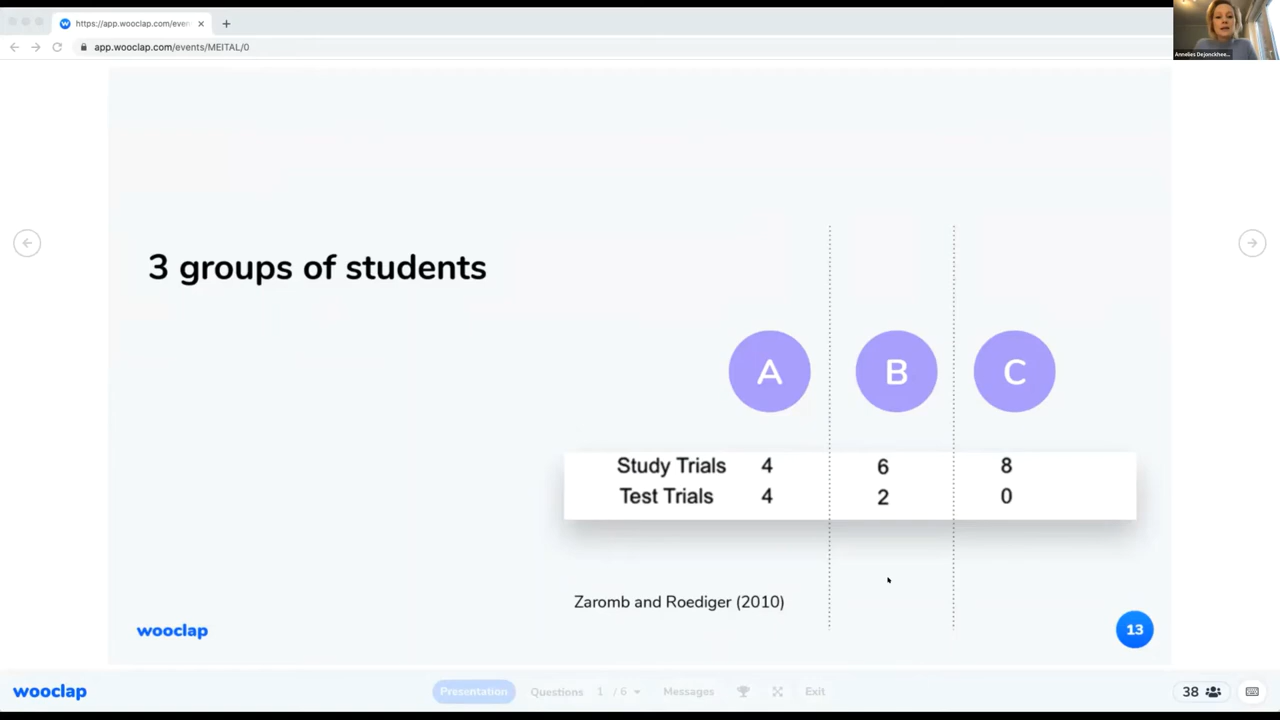 https://app.wooclap.com/even
app.wooclap.com/events/MEITAL/0
Annelies Dejonckhee...
3 groups of students
A B C
Study Trials 4 6 8
Test Trials 4 2 0
Zaromb and Roediger (2010)
wooclap
13
wooclap
Presentation Questions 1 / 6 Messages Exit
38